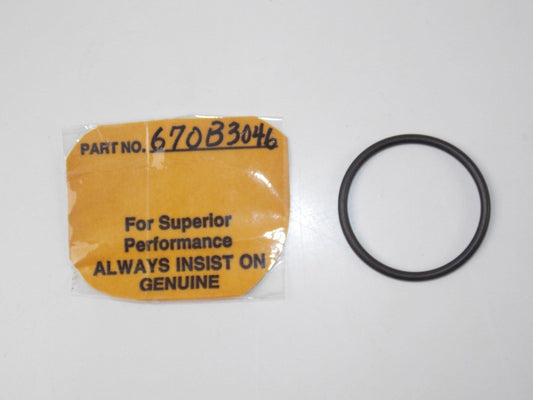 PART NO. 670B3046
For Superior
Performance
ALWAYS INSIST ON
GENUINE